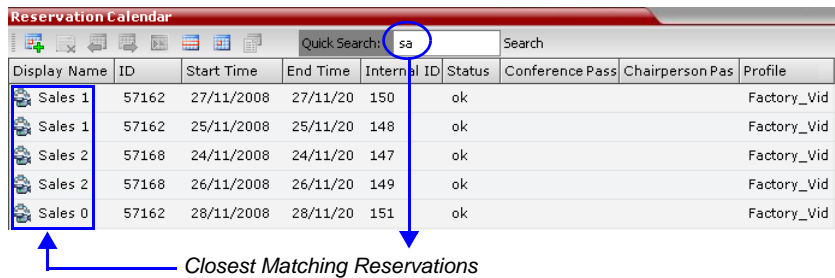 Reservation Calendar
Quick Search: sa Search
Display Name ID Start Time End Time Internal ID Status Conference Pass Chairperson Pas Profile
Sales 1 57162 27/11/2008 27/11/20 150 ok Factory_Vid
Sales 1 57162 25/11/2008 25/11/20 148 ok Factory_Vid
Sales 2 57168 24/11/2008 24/11/20 147 ok Factory_Vid
Sales 2 57168 26/11/2008 26/11/20 149 ok Factory_Vid
Sales 0 57162 28/11/2008 28/11/20 151 ok Factory_Vid
Closest Matching Reservations